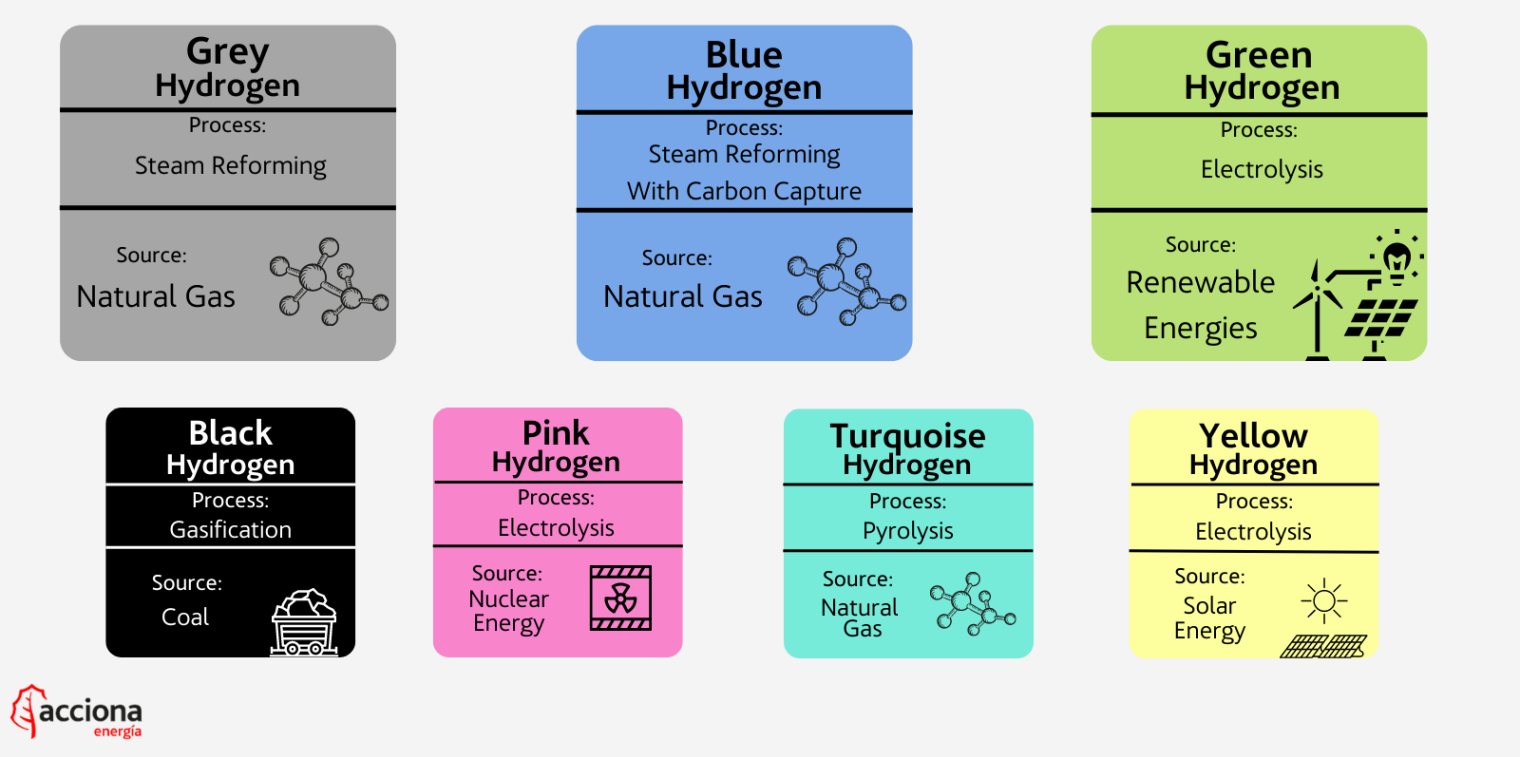 Grey
Hydrogen
Process:
Steam Reforming
Source:
Natural Gas
Blue
Hydrogen
Process:
Steam Reforming
With Carbon Capture
Source:
Natural Gas
Green
Hydrogen
Process:
Electrolysis
Source:
Renewable
Energies
Black
Hydrogen
Process:
Gasification
Source:
Coal
Pink
Hydrogen
Process:
Electrolysis
Source:
Nuclear
Energy
Turquoise
Hydrogen
Process:
Pyrolysis
Source:
Natural
Gas
Yellow
Hydrogen
Process:
Electrolysis
Source:
Solar
Energy
acciona
energía